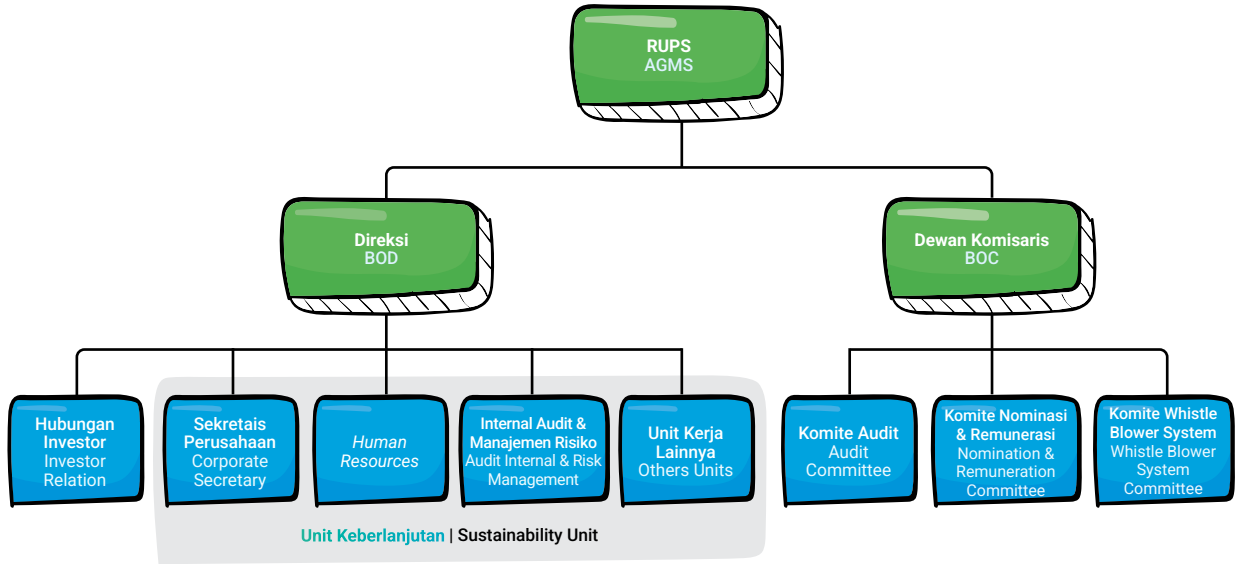 RUPS
AGMS
Direksi
BOD
Dewan Komisaris
BOC
Hubungan
Investor
Investor
Relation
Sekretais
Perusahaan
Corporate
Secretary
Human
Resources
Internal Audit &
Manajemen Risiko
Audit Internal & Risk
Management
Unit Kerja
Lainnya
Others Units
Komite Audit
Audit
Committee
Komite Nominasi
& Remunerasi
Nomination &
Remuneration
Committee
Komite Whistle
Blower System
Whistle Blower
System
Committee
Unit Keberlanjutan | Sustainability Unit